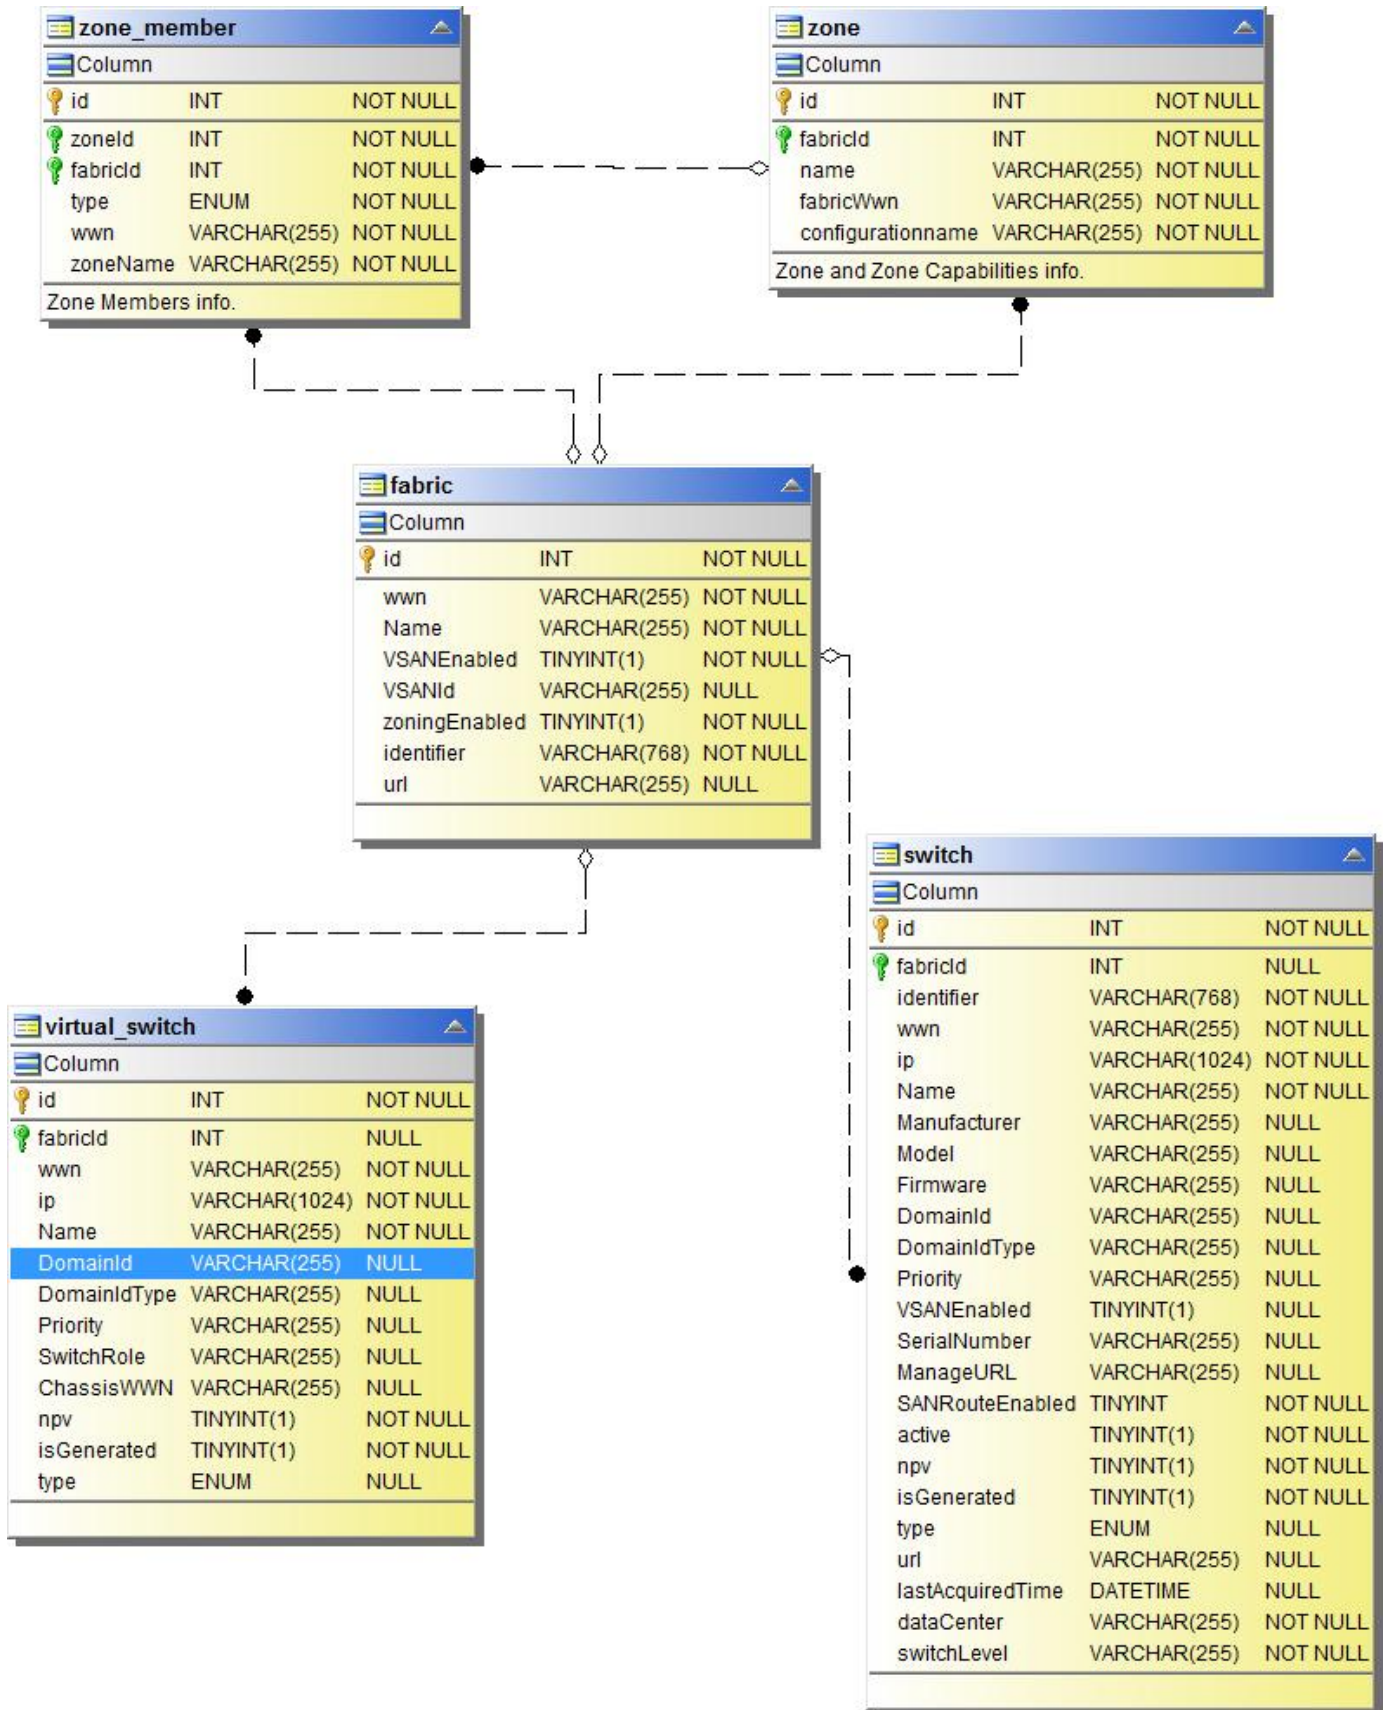 zone_member
Column
id INT NOT NULL
zoneId INT NOT NULL
fabricId INT NOT NULL
type ENUM NOT NULL
wwn VARCHAR(255) NOT NULL
zoneName VARCHAR(255) NOT NULL
Zone Members info.
zone
Column
id INT NOT NULL
fabricId INT NOT NULL
name VARCHAR(255) NOT NULL
fabricWwn VARCHAR(255) NOT NULL
configurationname VARCHAR(255) NOT NULL
Zone and Zone Capabilities info.
fabric
Column
id INT NOT NULL
wwn VARCHAR(255) NOT NULL
Name VARCHAR(255) NOT NULL
VSANEnabled TINYINT(1) NOT NULL
VSANId VARCHAR(255) NULL
zoningEnabled TINYINT(1) NOT NULL
identifier VARCHAR(768) NOT NULL
url VARCHAR(255) NULL
switch
Column
id INT NOT NULL
fabricId INT NULL
identifier VARCHAR(768) NOT NULL
wwn VARCHAR(255) NOT NULL
ip VARCHAR(1024) NOT NULL
Name VARCHAR(255) NOT NULL
Manufacturer VARCHAR(255) NULL
Model VARCHAR(255) NULL
Firmware VARCHAR(255) NULL
DomainId VARCHAR(255) NULL
DomainIdType VARCHAR(255) NULL
Priority VARCHAR(255) NULL
VSANEnabled TINYINT(1) NULL
SerialNumber VARCHAR(255) NULL
ManageURL VARCHAR(255) NULL
SANRouteEnabled TINYINT NOT NULL
active TINYINT(1) NOT NULL
npv TINYINT(1) NOT NULL
isGenerated TINYINT(1) NOT NULL
type ENUM NULL
url VARCHAR(255) NULL
lastAcquiredTime DATETIME NULL
dataCenter VARCHAR(255) NOT NULL
switchLevel VARCHAR(255) NOT NULL
virtual_switch
Column
id INT NOT NULL
fabricId INT NULL
wwn VARCHAR(255) NOT NULL
ip VARCHAR(1024) NOT NULL
Name VARCHAR(255) NOT NULL
DomainId VARCHAR(255) NULL
DomainIdType VARCHAR(255) NULL
Priority VARCHAR(255) NULL
SwitchRole VARCHAR(255) NULL
ChassisWWN VARCHAR(255) NULL
npv TINYINT(1) NOT NULL
isGenerated TINYINT(1) NOT NULL
type ENUM NULL